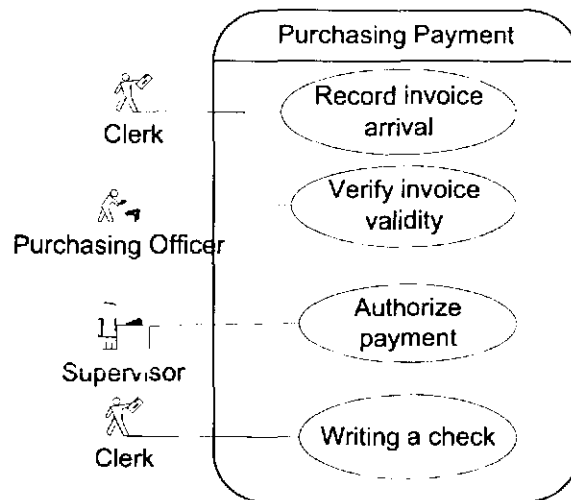 Purchasing Payment
Clerk
Record invoice
arrival
Purchasing Officer
Verify invoice
validity
Supervisor
Authorize
payment
Clerk
Writing a check